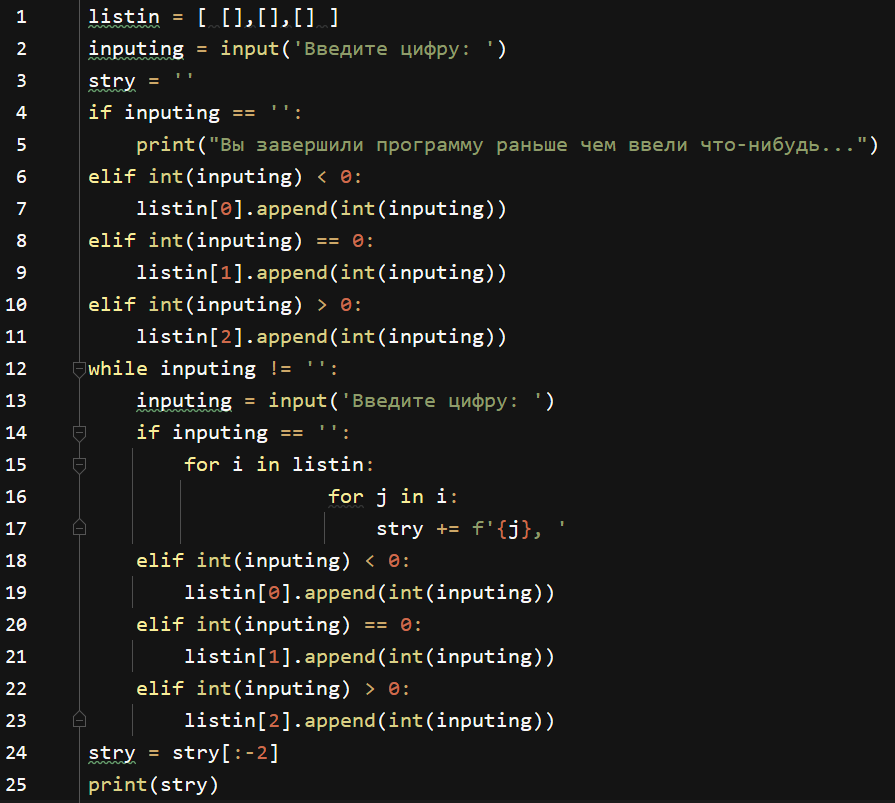 1 listin = [ [],[],[] ]
2 inputing = input('Введите цифру: ')
3 stry = ''
4 if inputing == '':
5     print("Вы завершили программу раньше чем ввели что-нибудь...")
6 elif int(inputing) < 0:
7     listin[0].append(int(inputing))
8 elif int(inputing) == 0:
9     listin[1].append(int(inputing))
10 elif int(inputing) > 0:
11     listin[2].append(int(inputing))
12 while inputing != '':
13     inputing = input('Введите цифру: ')
14     if inputing == '':
15         for i in listin:
16                     for j in i:
17                         stry += f'{j}, '
18     elif int(inputing) < 0:
19         listin[0].append(int(inputing))
20     elif int(inputing) == 0:
21         listin[1].append(int(inputing))
22     elif int(inputing) > 0:
23         listin[2].append(int(inputing))
24 stry = stry[:-2]
25 print(stry)